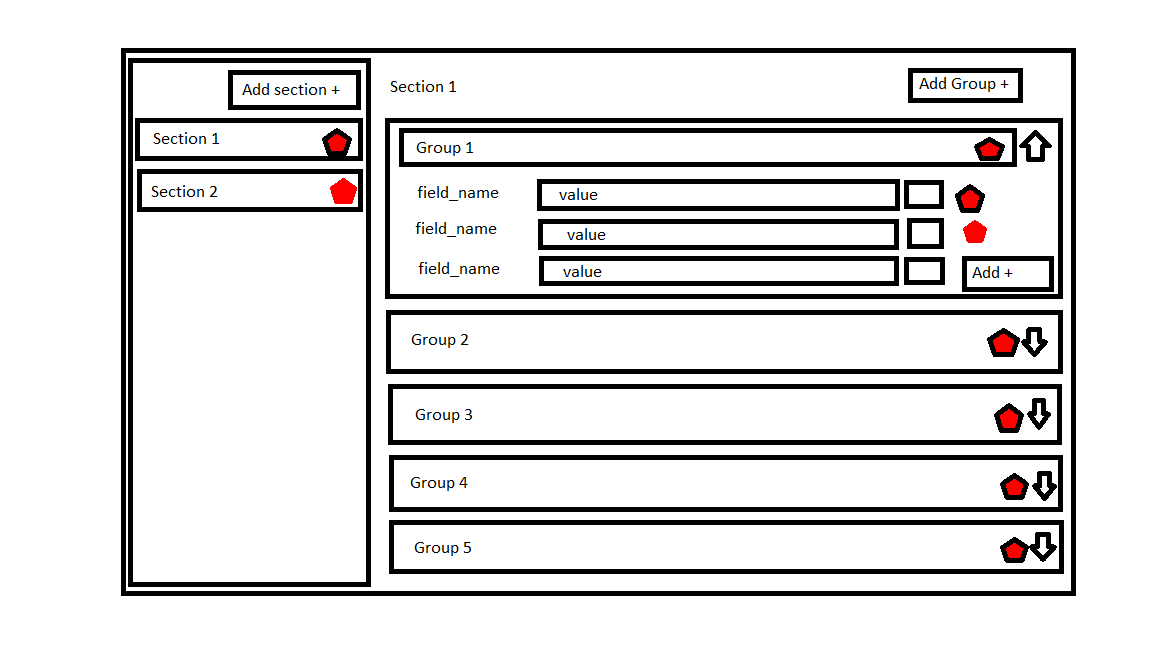 Add section +
Section 1
Section 2
Section 1
Add Group +
Group 1
field_name value
field_name value
field_name value
Add +
Group 2
Group 3
Group 4
Group 5